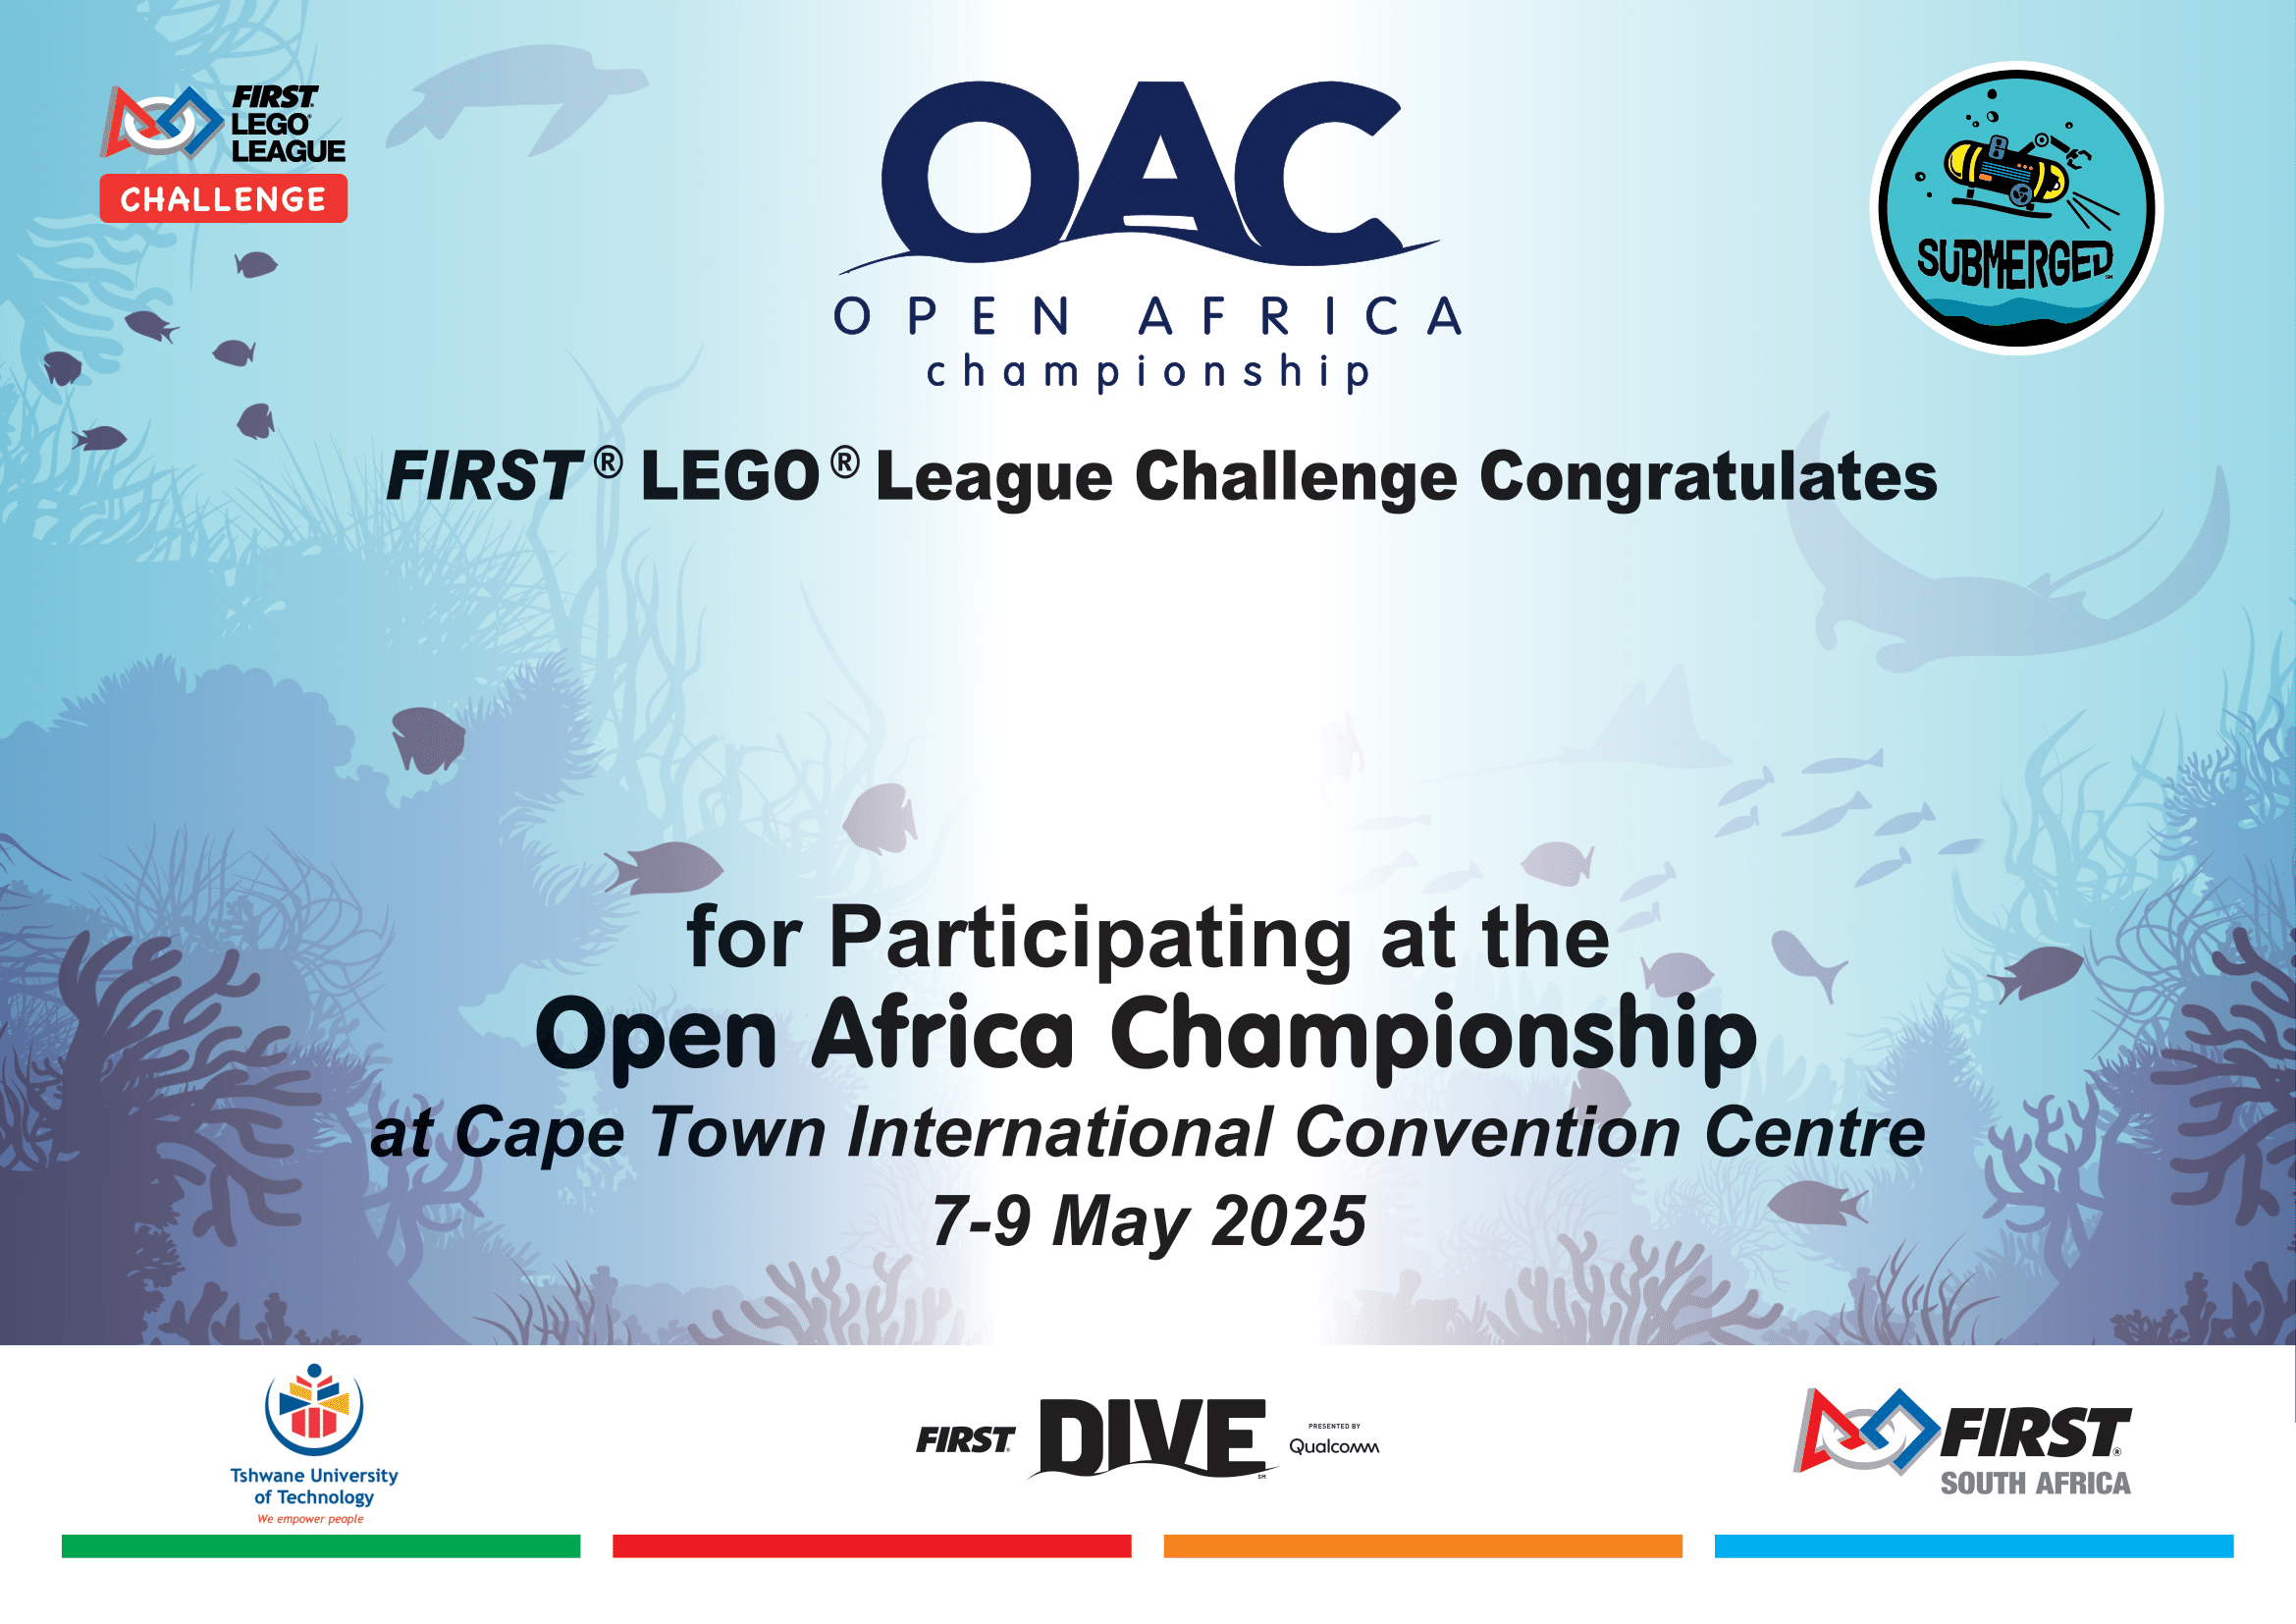 FIRST®
LEGO®
LEAGUE
CHALLENGE
OAC
OPEN AFRICA
championship
SUBMERGED℠
FIRST® LEGO® League Challenge Congratulates
for Participating at the
Open Africa Championship
at Cape Town International Convention Centre
7-9 May 2025
Tshwane University
of Technology
We empower people
FIRST® DIVE℠
PRESENTED BY
Qualcomm
FIRST®
SOUTH AFRICA